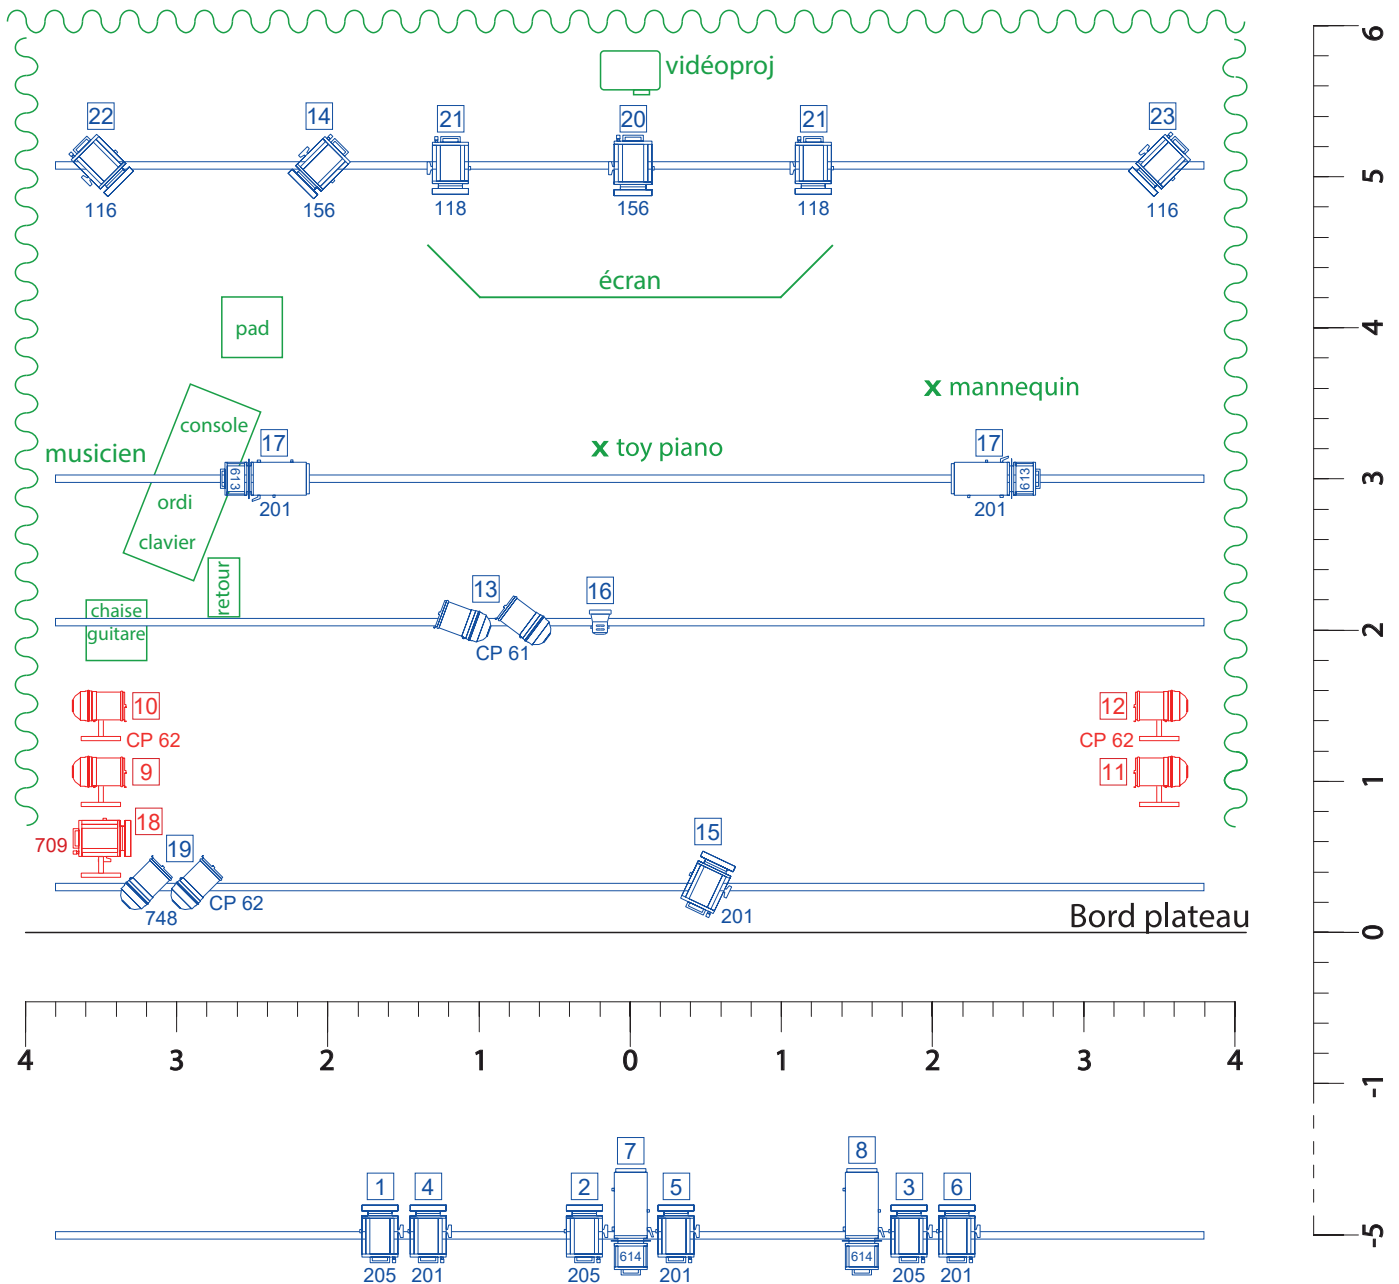 6
vidéoproj
22 14 21 20 21 23
5
116 156 118 156 118 116
écran
4
pad
x mannequin
console
musicien
17
x toy piano
17
613
613
3
201
201
ordi
clavier
retour
13
16
chaise
guitare
2
CP 61
10
12
CP 62
CP 62
9
11
1
18
709
19
15
748
CP 62
201
Bord plateau
0
4 3 2 1 0 1 2 3 4
-1
7
8
1 4 2 5 3 6
-5
614
614
205 201 205 201 205 201